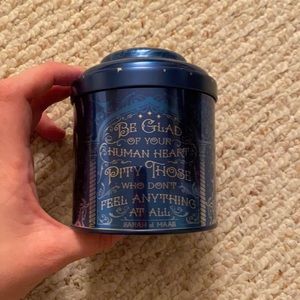 Be Glad
of your
human heart
Pity Those
who don't
feel anything
at all
Sarah J. Maas